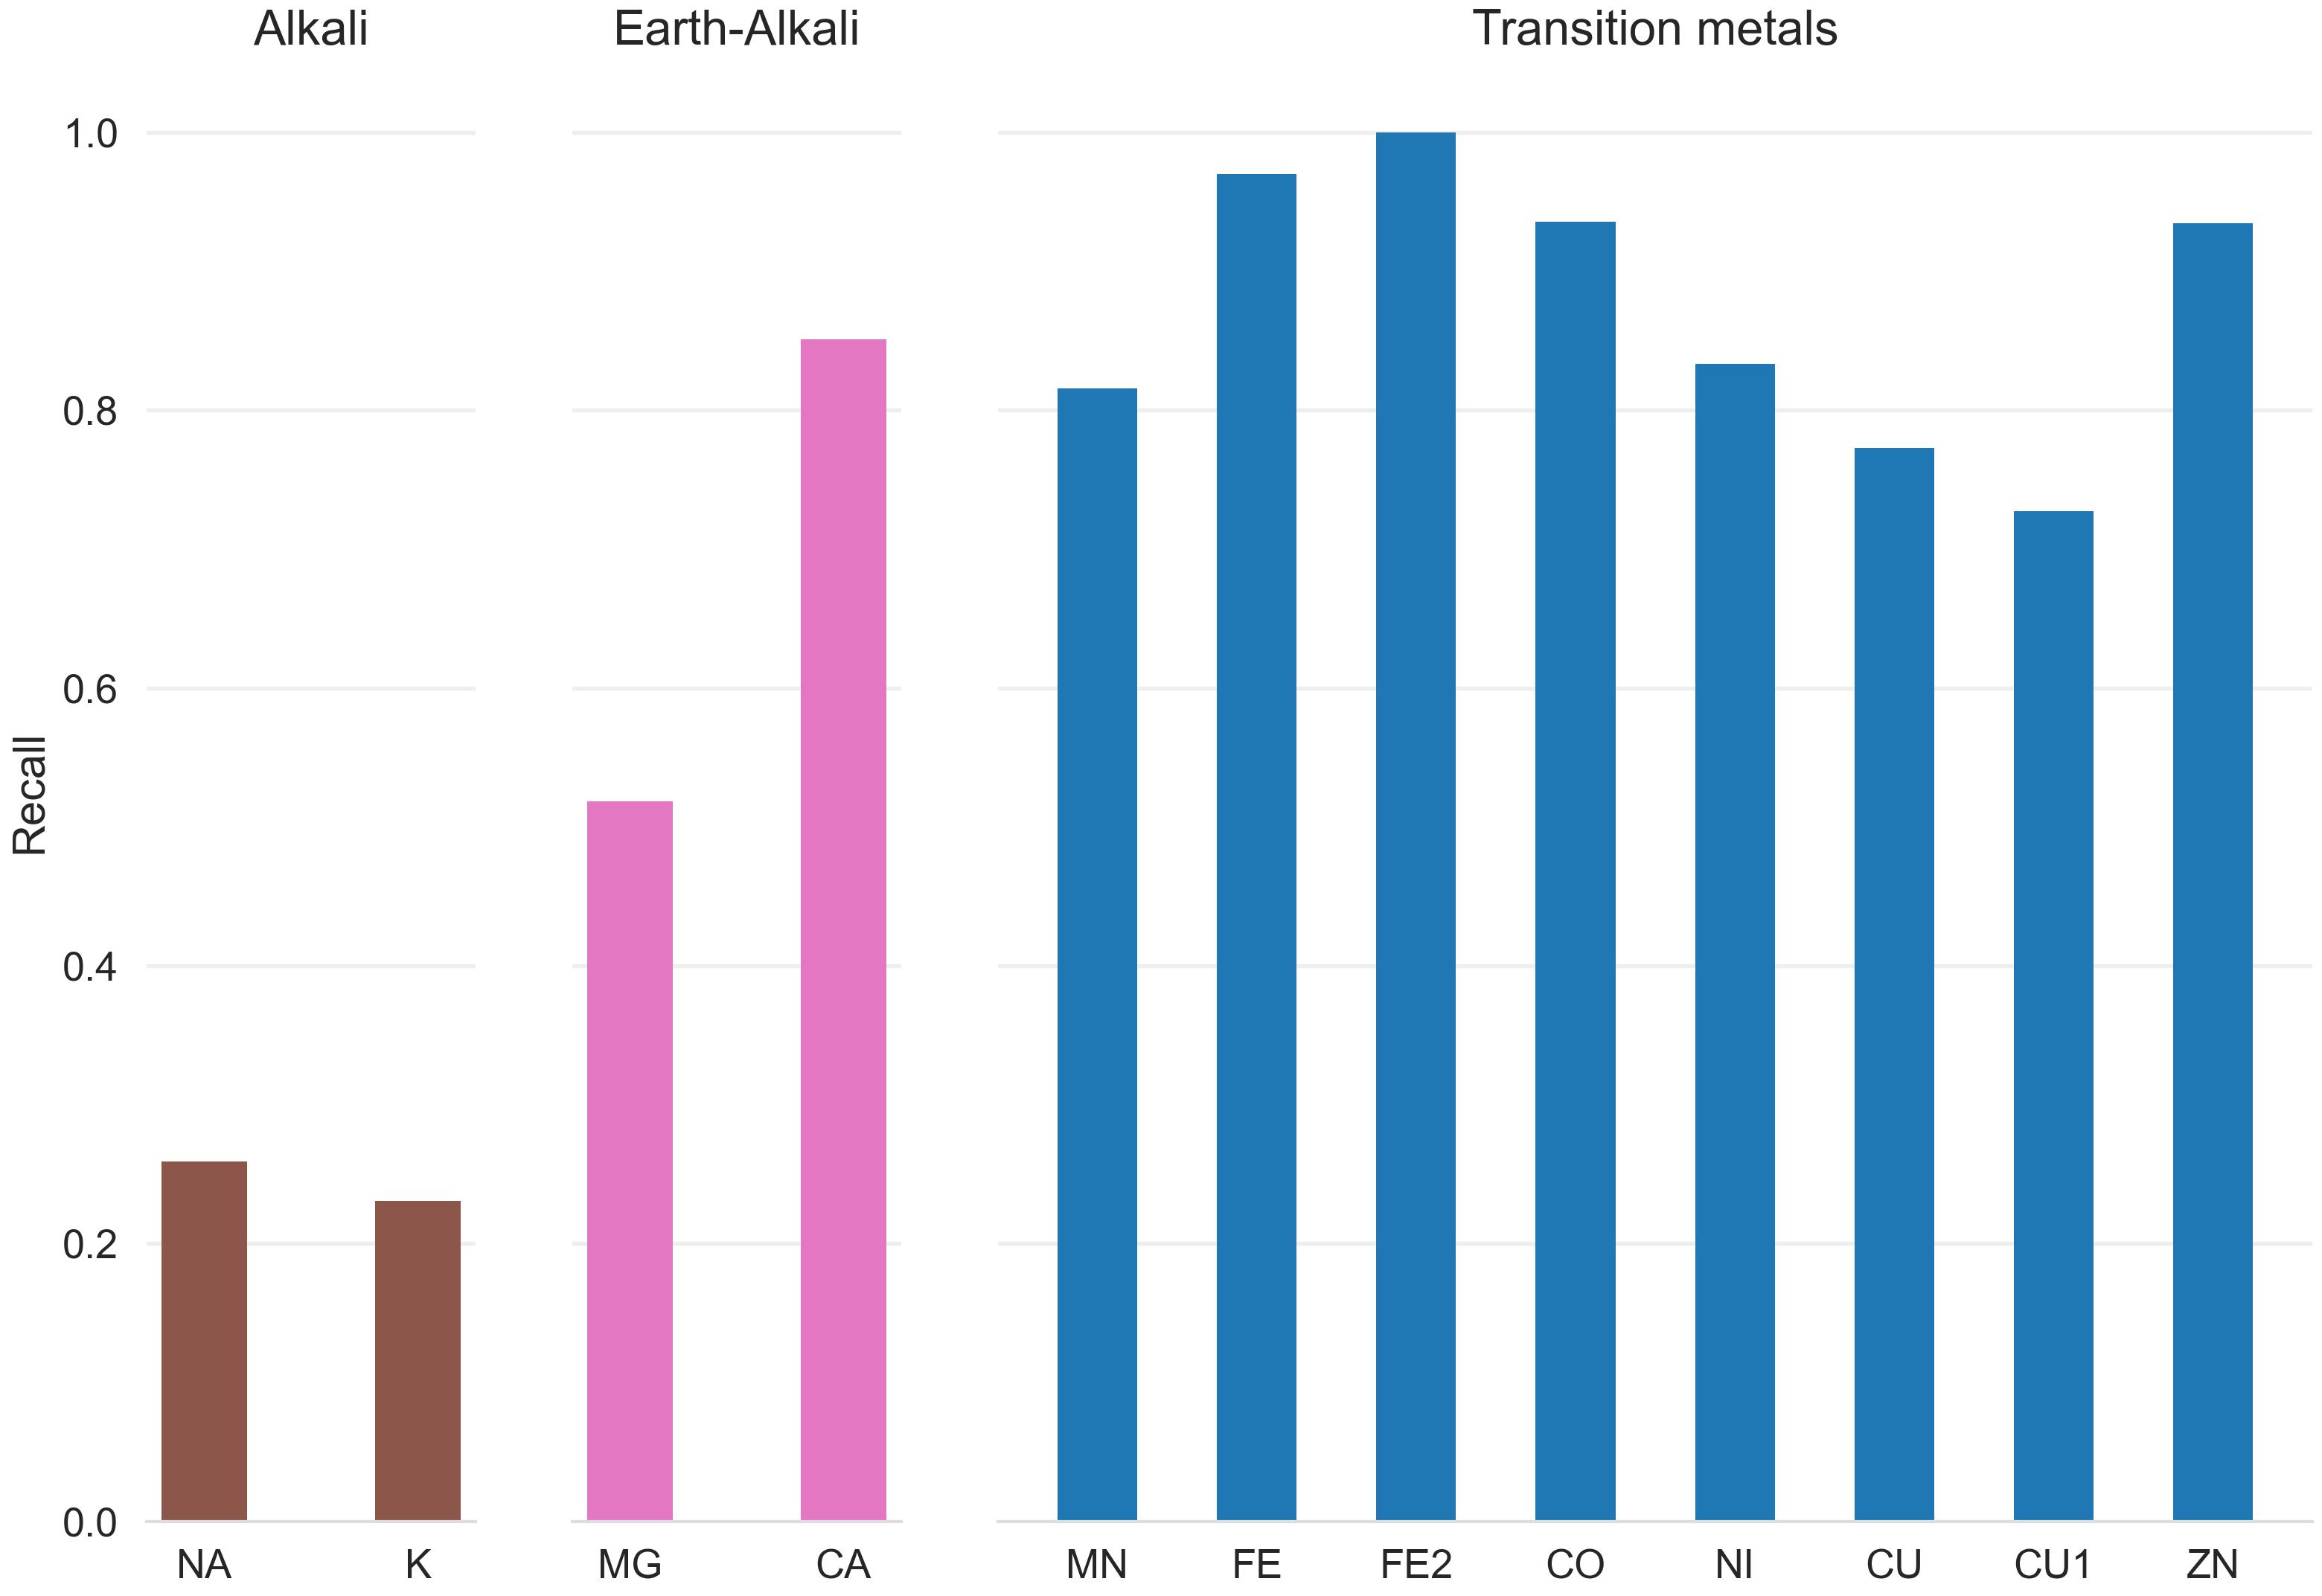 Alkali
Earth-Alkali
Transition metals
Recall
1.0
0.8
0.6
0.4
0.2
0.0
NA K MG CA MN FE FE2 CO NI CU CU1 ZN